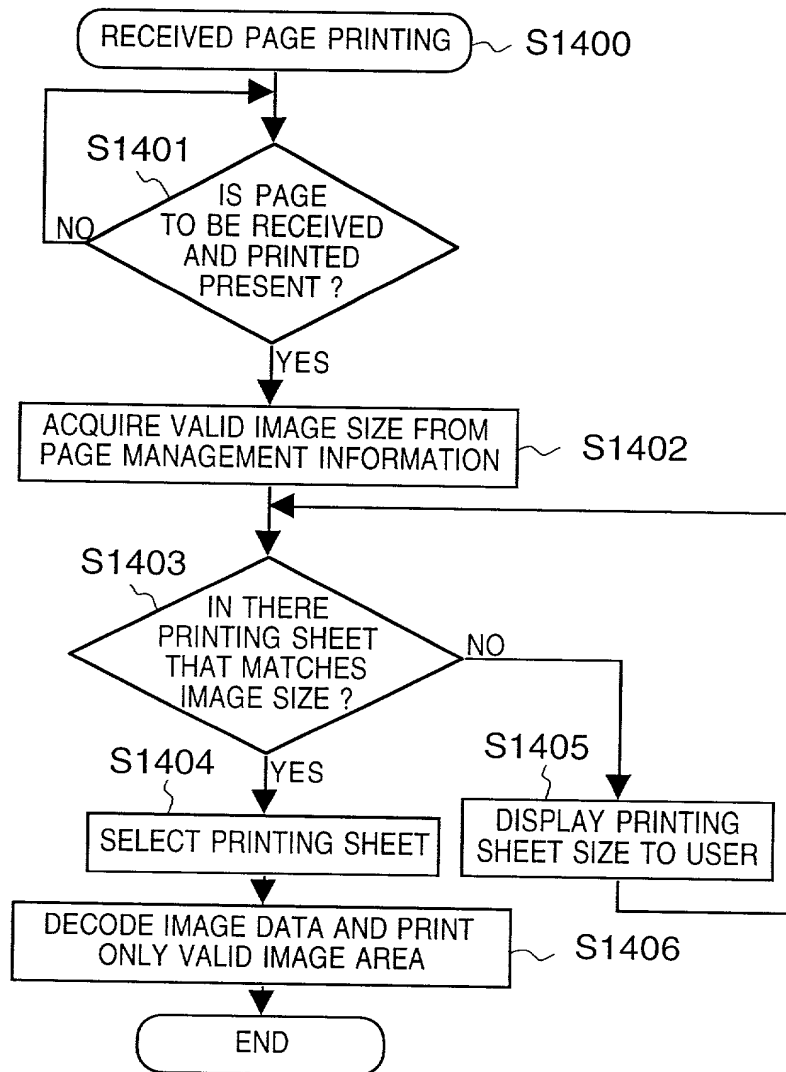 RECEIVED PAGE PRINTING
S1400
S1401
IS PAGE
TO BE RECEIVED
AND PRINTED
PRESENT ?
NO
YES
ACQUIRE VALID IMAGE SIZE FROM
PAGE MANAGEMENT INFORMATION
S1402
S1403
IN THERE
PRINTING SHEET
THAT MATCHES
IMAGE SIZE ?
NO
YES
S1404
SELECT PRINTING SHEET
S1405
DISPLAY PRINTING
SHEET SIZE TO USER
DECODE IMAGE DATA AND PRINT
ONLY VALID IMAGE AREA
S1406
END